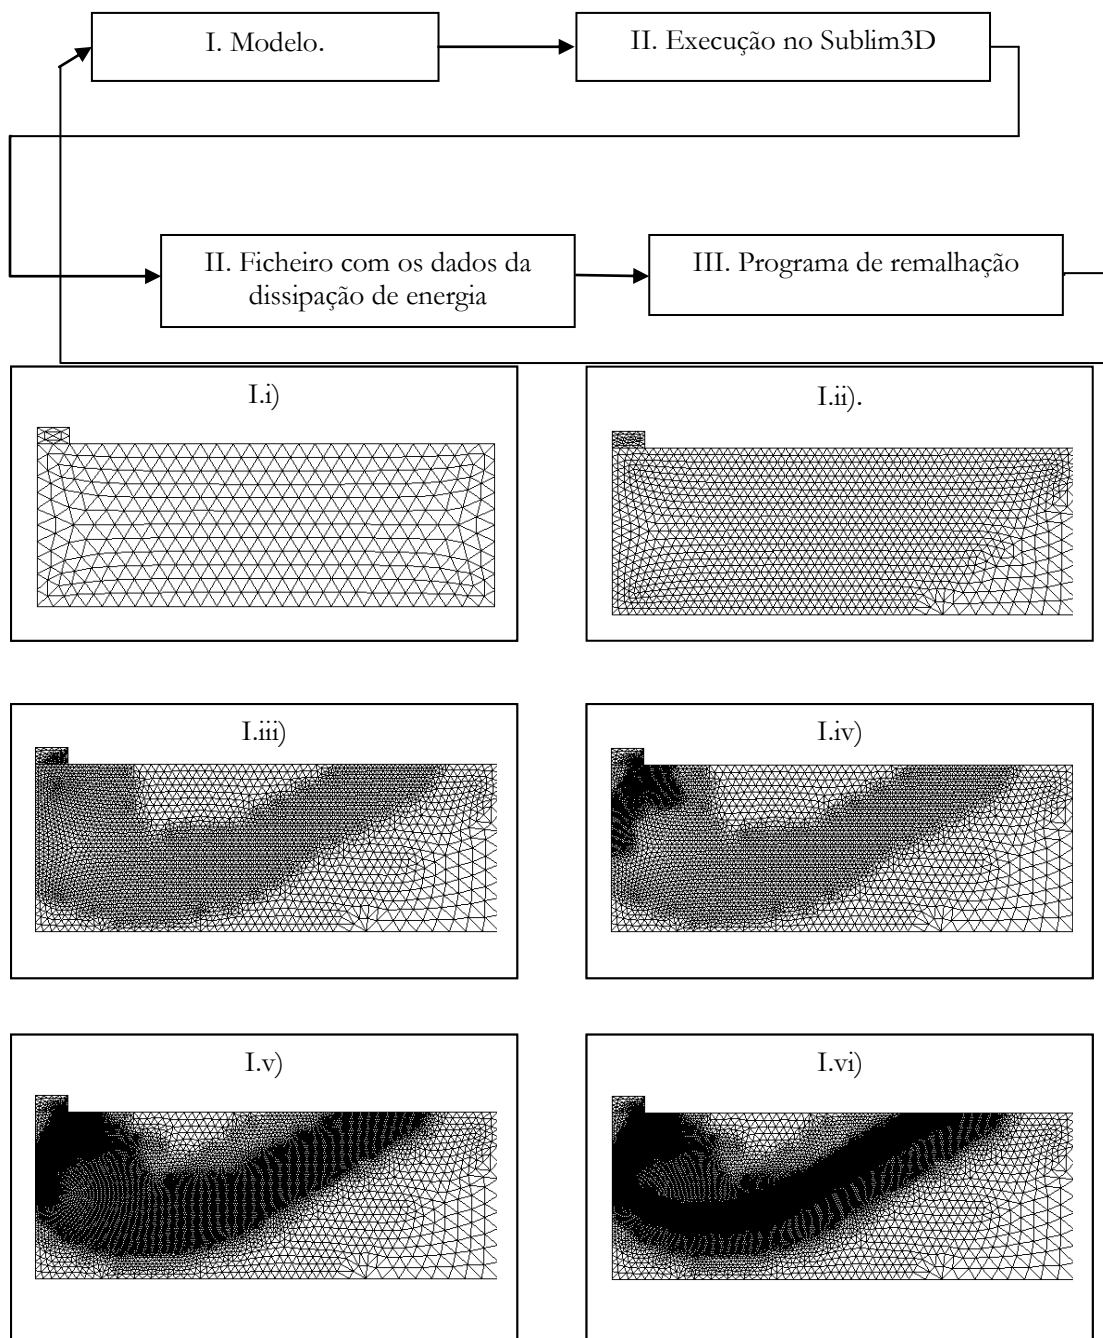 I. Modelo.
II. Execução no Sublim3D
II. Ficheiro com os dados da
dissipação de energia
III. Programa de remalhação
I.i)
I.ii).
I.iii)
I.iv)
I.v)
I.vi)